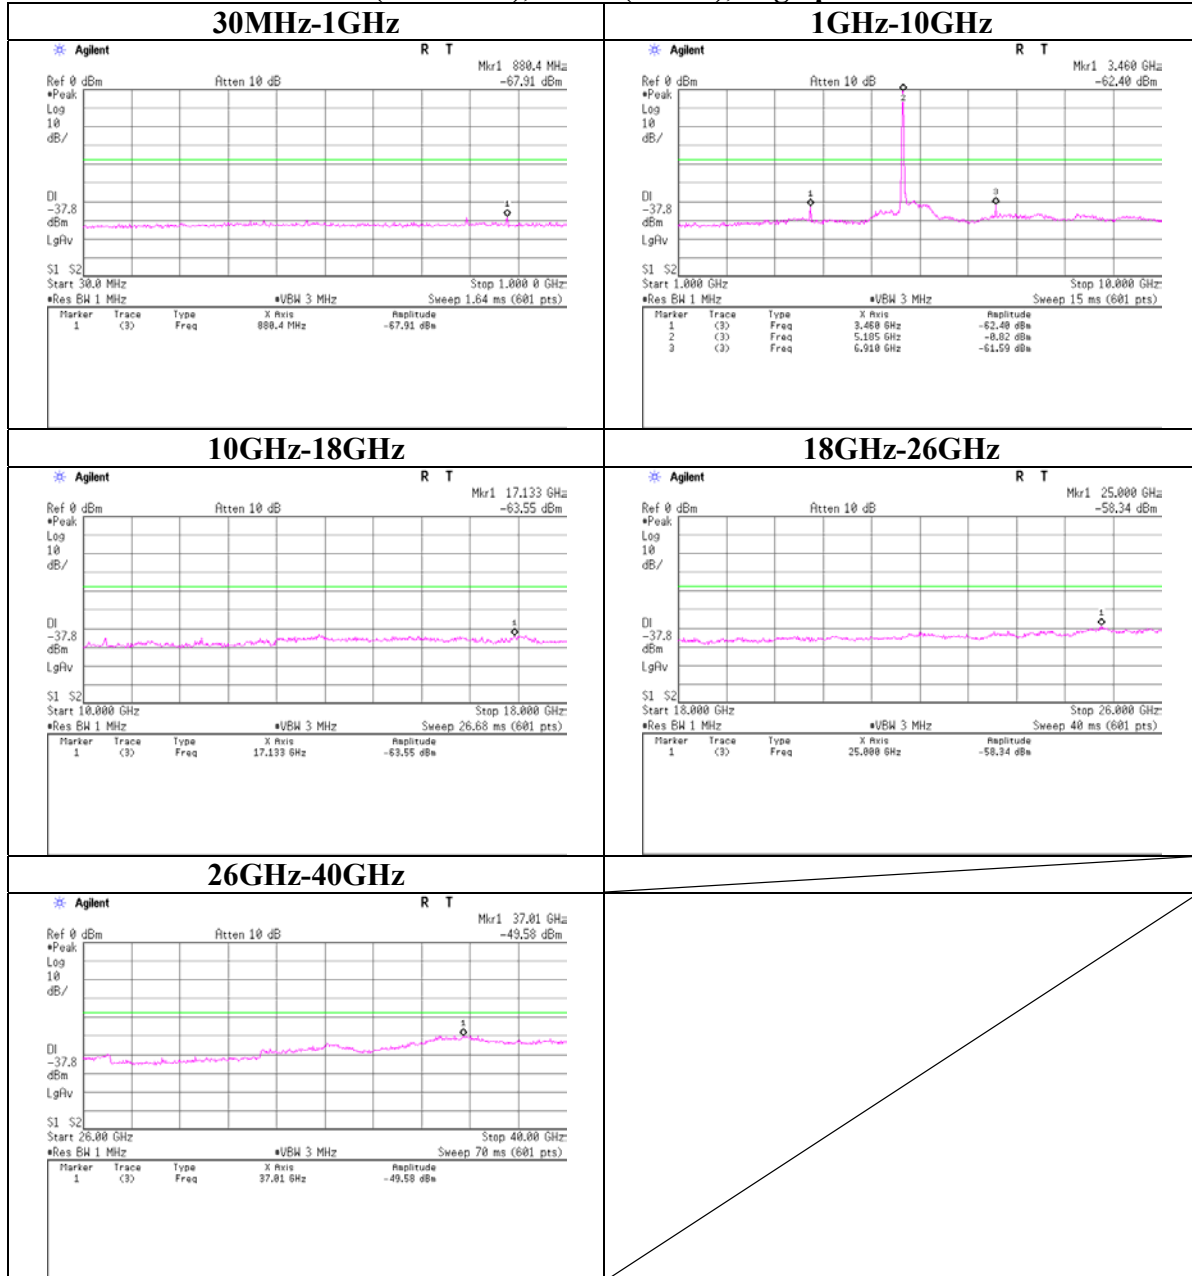 30MHz-1GHz
Agilent R T
Mkr1 880.4 MHz
Ref 0 dBm Atten 10 dB -67.91 dBm
*Peak
Log
10
dB/
DI
-37.8
dBm
LgAv
S1 S2
Start 30.0 MHz Stop 1.000 0 GHz
*Res BW 1 MHz *VBW 3 MHz Sweep 1.64 ms (601 pts)
Marker Trace Type X Axis Amplitude
1 (3) Freq 880.4 MHz -67.91 dBm
1
1GHz-10GHz
Agilent R T
Mkr1 3.460 GHz
Ref 0 dBm Atten 10 dB -62.40 dBm
*Peak
Log
10
dB/
DI
-37.8
dBm
LgAv
S1 S2
Start 1.000 GHz Stop 10.000 GHz
*Res BW 1 MHz *VBW 3 MHz Sweep 15 ms (601 pts)
Marker Trace Type X Axis Amplitude
1 (3) Freq 3.460 GHz -62.40 dBm
2 (3) Freq 5.185 GHz -0.82 dBm
3 (3) Freq 6.910 GHz -61.59 dBm
1
2
3
10GHz-18GHz
Agilent R T
Mkr1 17.133 GHz
Ref 0 dBm Atten 10 dB -63.55 dBm
*Peak
Log
10
dB/
DI
-37.8
dBm
LgAv
S1 S2
Start 10.000 GHz Stop 18.000 GHz
*Res BW 1 MHz *VBW 3 MHz Sweep 26.68 ms (601 pts)
Marker Trace Type X Axis Amplitude
1 (3) Freq 17.133 GHz -63.55 dBm
1
18GHz-26GHz
Agilent R T
Mkr1 25.000 GHz
Ref 0 dBm Atten 10 dB -58.34 dBm
*Peak
Log
10
dB/
DI
-37.8
dBm
LgAv
S1 S2
Start 18.000 GHz Stop 26.000 GHz
*Res BW 1 MHz *VBW 3 MHz Sweep 40 ms (601 pts)
Marker Trace Type X Axis Amplitude
1 (3) Freq 25.000 GHz -58.34 dBm
1
26GHz-40GHz
Agilent R T
Mkr1 37.01 GHz
Ref 0 dBm Atten 10 dB -49.58 dBm
*Peak
Log
10
dB/
DI
-37.8
dBm
LgAv
S1 S2
Start 26.00 GHz Stop 40.00 GHz
*Res BW 1 MHz *VBW 3 MHz Sweep 70 ms (601 pts)
Marker Trace Type X Axis Amplitude
1 (3) Freq 37.01 GHz -49.58 dBm
1